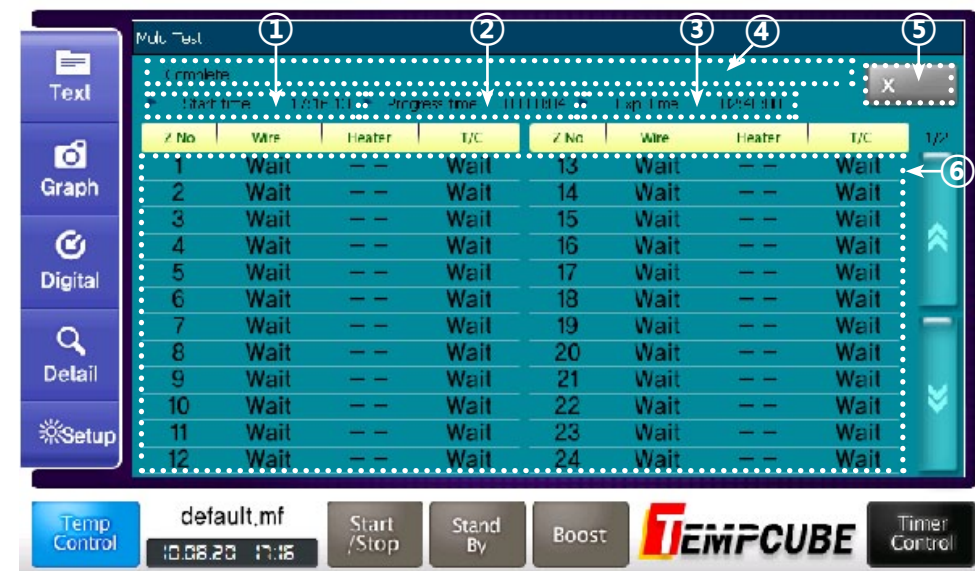 ① ② ③ ④ ⑤
Multi Test
Complete
X
Start time Progress time Exp Time
Z No Wire Heater T/C Z No Wire Heater T/C 1/2
⑥
1 Wait -- Wait 13 Wait -- Wait
2 Wait -- Wait 14 Wait -- Wait
3 Wait -- Wait 15 Wait -- Wait
4 Wait -- Wait 16 Wait -- Wait
5 Wait -- Wait 17 Wait -- Wait
6 Wait -- Wait 18 Wait -- Wait
7 Wait -- Wait 19 Wait -- Wait
8 Wait -- Wait 20 Wait -- Wait
9 Wait -- Wait 21 Wait -- Wait
10 Wait -- Wait 22 Wait -- Wait
11 Wait -- Wait 23 Wait -- Wait
12 Wait -- Wait 24 Wait -- Wait
Text
Graph
Digital
Detail
Setup
Temp
Control
default.mf
10.08.20 17:16
Start
/Stop
Stand
By
Boost
TEMPCUBE
Timer
Control